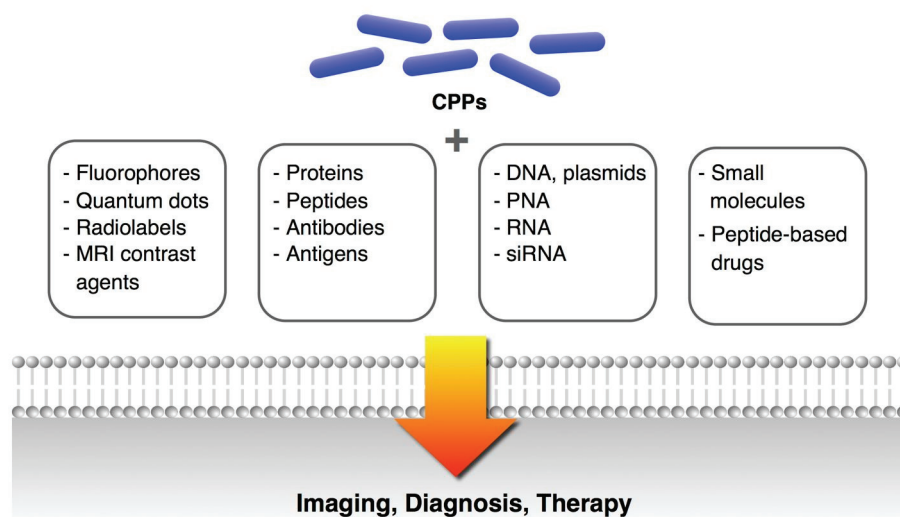 CPPs
+
- Fluorophores
- Quantum dots
- Radiolabels
- MRI contrast
agents
- Proteins
- Peptides
- Antibodies
- Antigens
- DNA, plasmids
- PNA
- RNA
- siRNA
- Small
molecules
- Peptide-based
drugs
Imaging, Diagnosis, Therapy